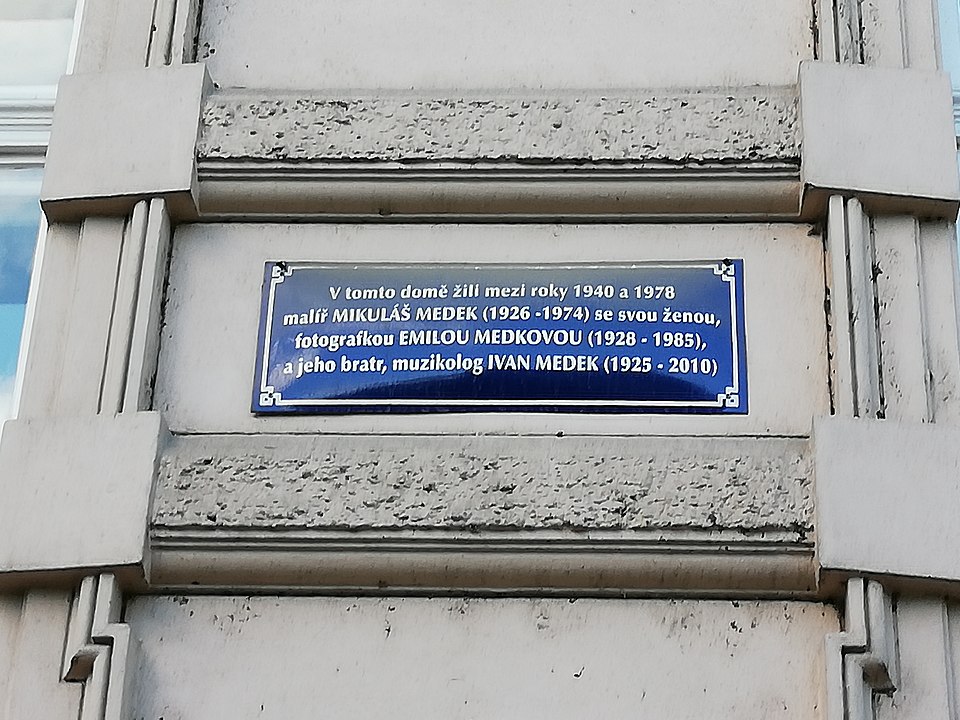 V tomto domě žili mezi roky 1940 a 1978
malíř MIKULÁŠ MEDEK (1926 -1974) se svou ženou,
fotografkou EMILOU MEDKOVOU (1928 - 1985),
a jeho bratr, muzikolog IVAN MEDEK (1925 - 2010)